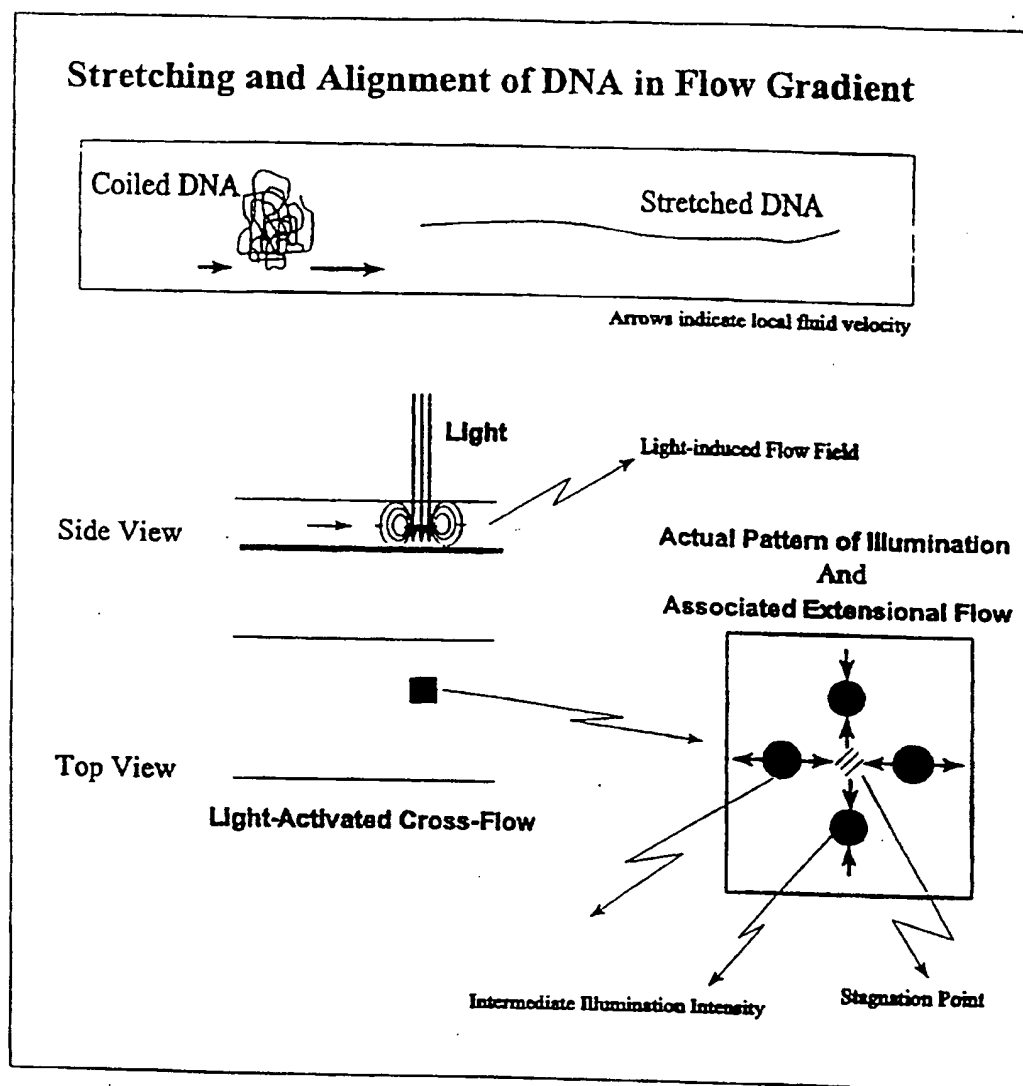 Stretching and Alignment of DNA in Flow Gradient
Coiled DNA
Stretched DNA
Arrows indicate local fluid velocity
Light
Light-induced Flow Field
Side View
Actual Pattern of Illumination
And
Associated Extensional Flow
Top View
Light-Activated Cross-Flow
Intermediate Illumination Intensity
Stagnation Point